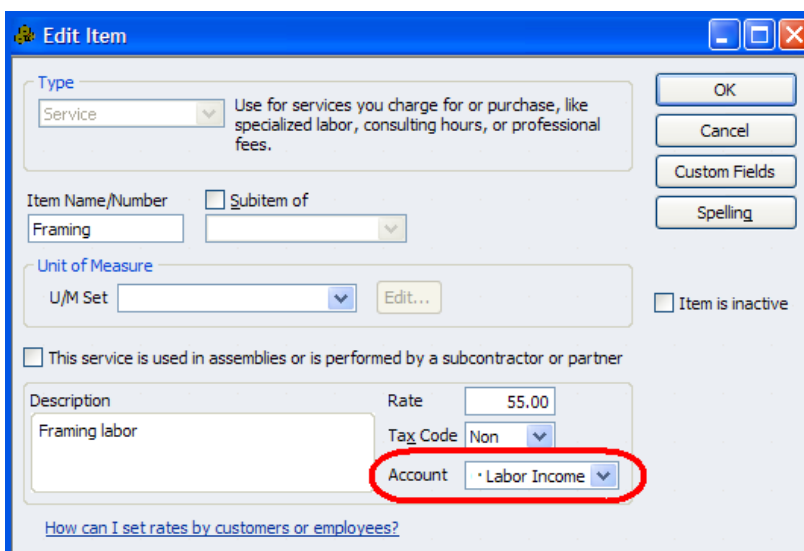 Edit Item
Type
Service
Use for services you charge for or purchase, like
specialized labor, consulting hours, or professional
fees.
OK
Cancel
Custom Fields
Spelling
Item Name/Number
Subitem of
Framing
Unit of Measure
U/M Set
Edit...
Item is inactive
This service is used in assemblies or is performed by a subcontractor or partner
Description
Rate
55.00
Framing labor
Tax Code
Non
Account
· Labor Income
How can I set rates by customers or employees?